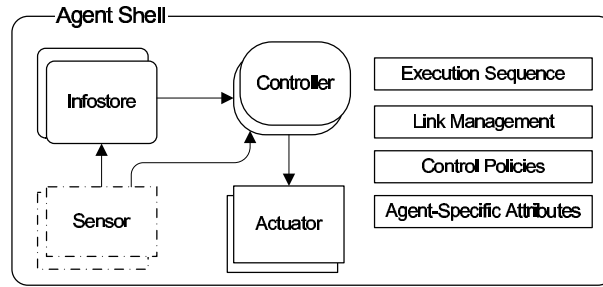 Agent Shell
Infostore
Controller
Sensor
Actuator
Execution Sequence
Link Management
Control Policies
Agent-Specific Attributes